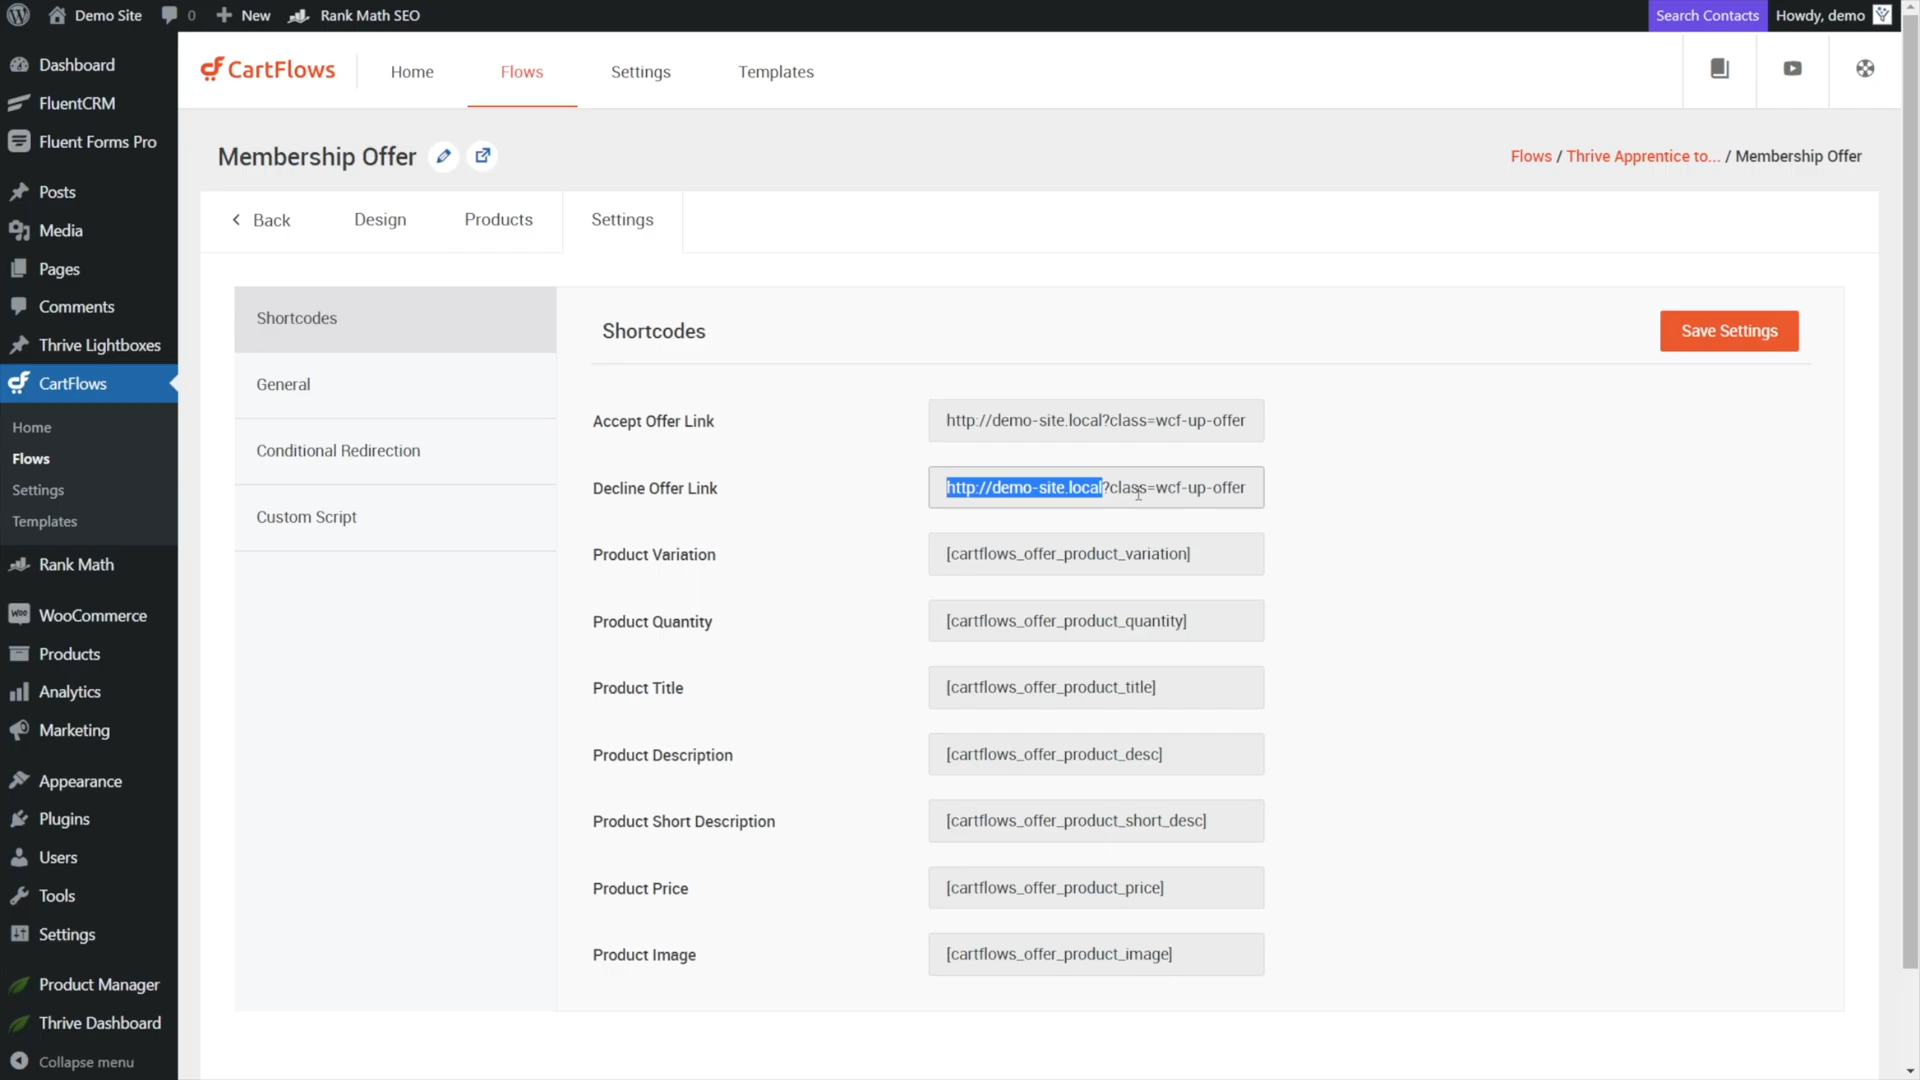 Demo Site
0
New
Rank Math SEO
Search Contacts
Howdy, demo
Dashboard
FluentCRM
Fluent Forms Pro
Posts
Media
Pages
Comments
Thrive Lightboxes
CartFlows
Home
Flows
Settings
Templates
Rank Math
WooCommerce
Products
Analytics
Marketing
Appearance
Plugins
Users
Tools
Settings
Product Manager
Thrive Dashboard
Collapse menu
CartFlows
Home
Flows
Settings
Templates
Membership Offer
Flows / Thrive Apprentice to... / Membership Offer
Back
Design
Products
Settings
Shortcodes
General
Conditional Redirection
Custom Script
Shortcodes
Save Settings
Accept Offer Link
http://demo-site.local?class=wcf-up-offer
Decline Offer Link
http://demo-site.local?class=wcf-up-offer
Product Variation
[cartflows_offer_product_variation]
Product Quantity
[cartflows_offer_product_quantity]
Product Title
[cartflows_offer_product_title]
Product Description
[cartflows_offer_product_desc]
Product Short Description
[cartflows_offer_product_short_desc]
Product Price
[cartflows_offer_product_price]
Product Image
[cartflows_offer_product_image]